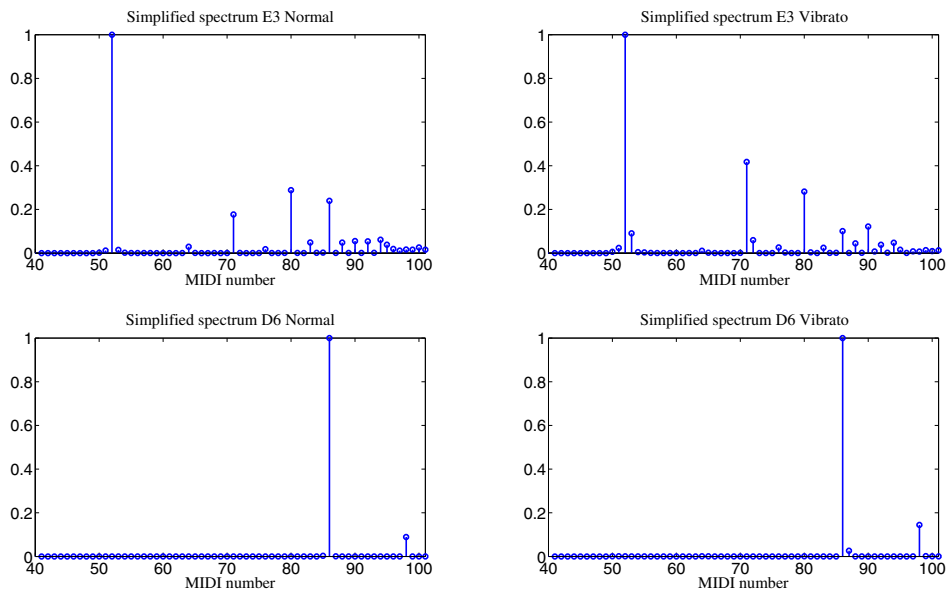 Simplified spectrum E3 Normal
1
0.8
0.6
0.4
0.2
0
40 50 60 70 80 90 100
MIDI number
Simplified spectrum E3 Vibrato
1
0.8
0.6
0.4
0.2
0
40 50 60 70 80 90 100
MIDI number
Simplified spectrum D6 Normal
1
0.8
0.6
0.4
0.2
0
40 50 60 70 80 90 100
MIDI number
Simplified spectrum D6 Vibrato
1
0.8
0.6
0.4
0.2
0
40 50 60 70 80 90 100
MIDI number